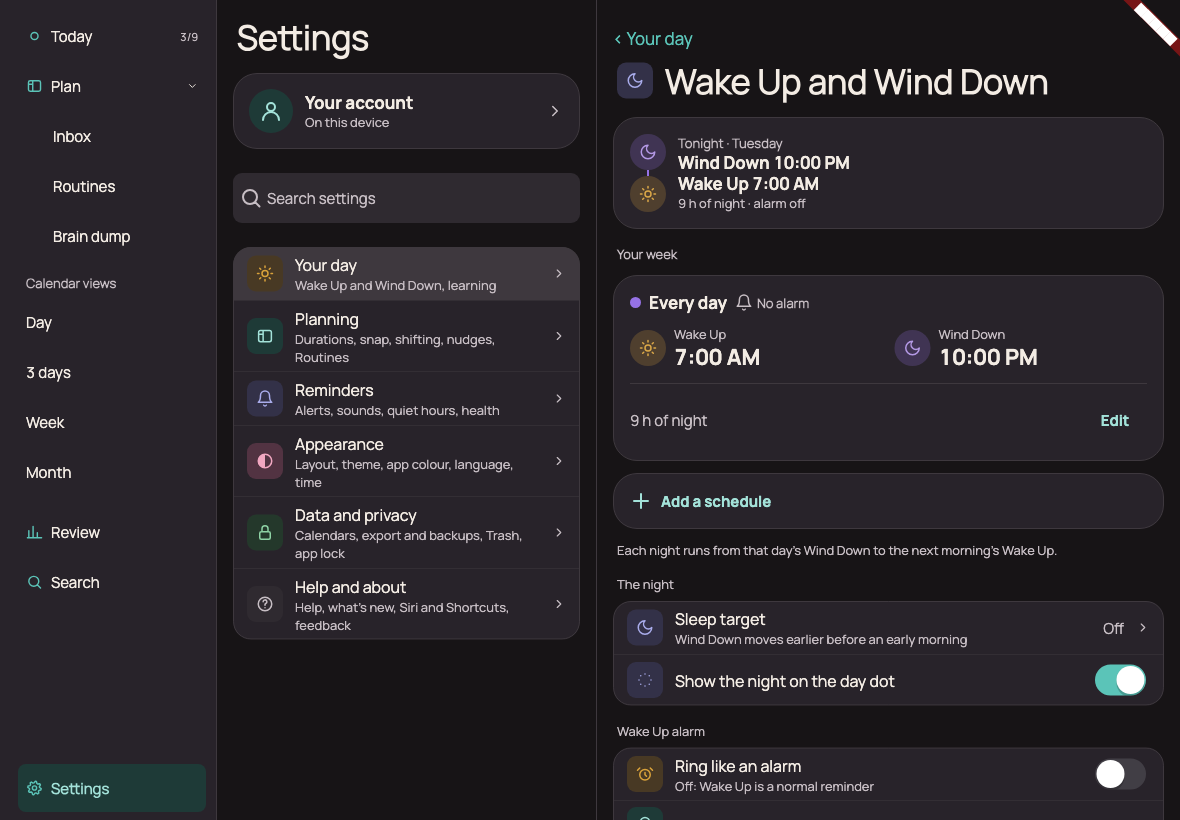 Today
3/9
Plan
Inbox
Routines
Brain dump
Calendar views
Day
3 days
Week
Month
Review
Search
Settings
Settings
Your account
On this device
Search settings
Your day
Wake Up and Wind Down, learning
Planning
Durations, snap, shifting, nudges,
Routines
Reminders
Alerts, sounds, quiet hours, health
Appearance
Layout, theme, app colour, language,
time
Data and privacy
Calendars, export and backups, Trash,
app lock
Help and about
Help, what's new, Siri and Shortcuts,
feedback
Your day
Wake Up and Wind Down
Tonight · Tuesday
Wind Down 10:00 PM
Wake Up 7:00 AM
9 h of night · alarm off
Your week
Every day
No alarm
Wake Up
7:00 AM
Wind Down
10:00 PM
9 h of night
Edit
Add a schedule
Each night runs from that day's Wind Down to the next morning's Wake Up.
The night
Sleep target
Wind Down moves earlier before an early morning
Off
Show the night on the day dot
Wake Up alarm
Ring like an alarm
Off: Wake Up is a normal reminder